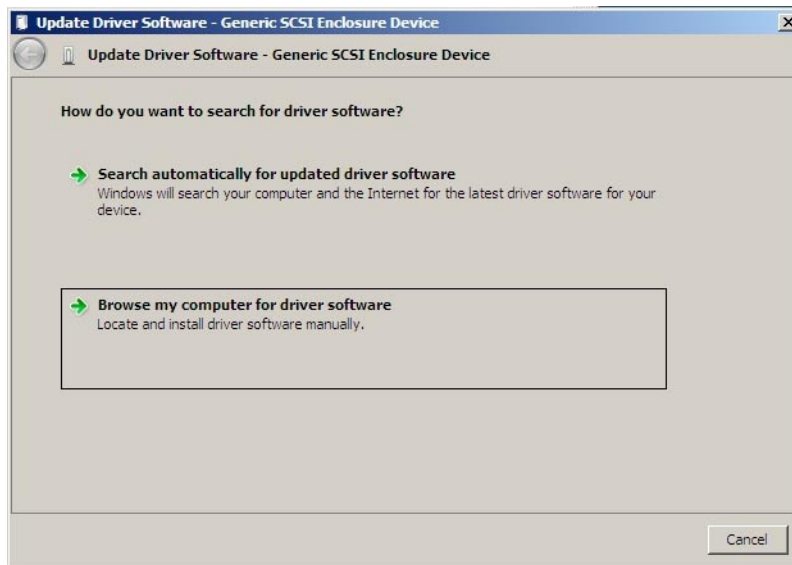 Update Driver Software - Generic SCSI Enclosure Device
Update Driver Software - Generic SCSI Enclosure Device
How do you want to search for driver software?
Search automatically for updated driver software
Windows will search your computer and the Internet for the latest driver software for your
device.
Browse my computer for driver software
Locate and install driver software manually.
Cancel